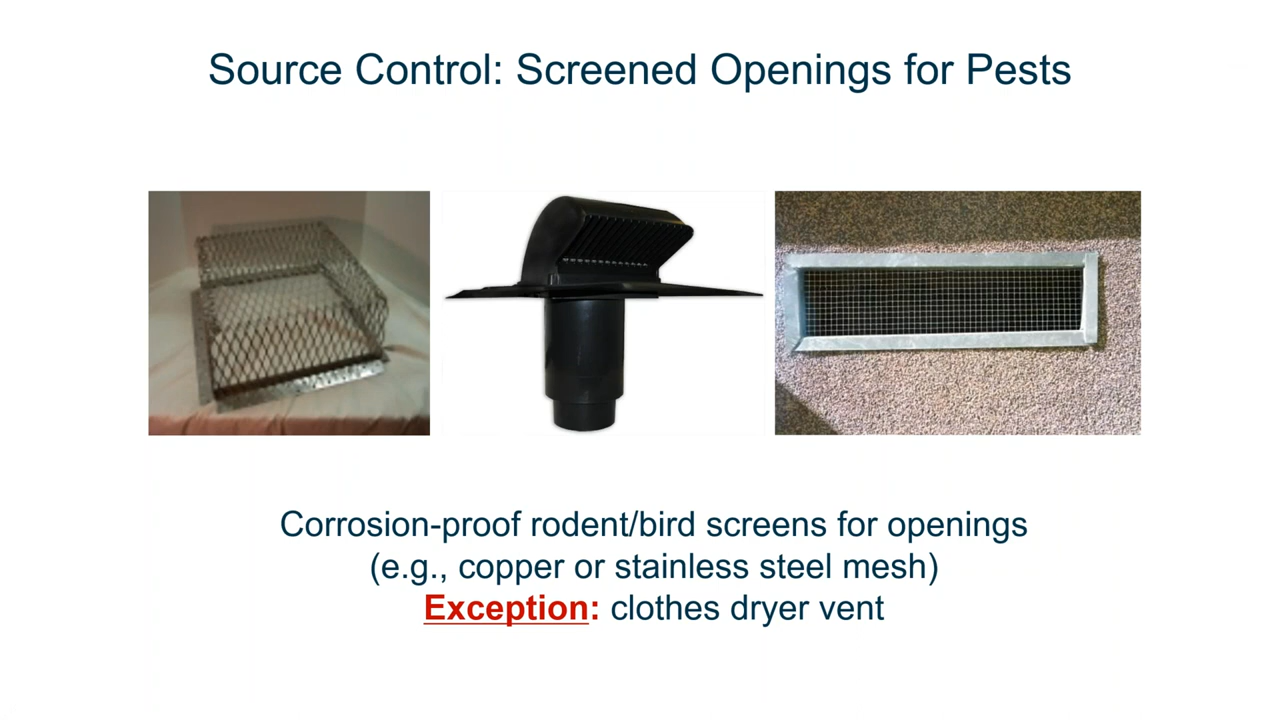 Source Control: Screened Openings for Pests
Corrosion-proof rodent/bird screens for openings
(e.g., copper or stainless steel mesh)
Exception: clothes dryer vent